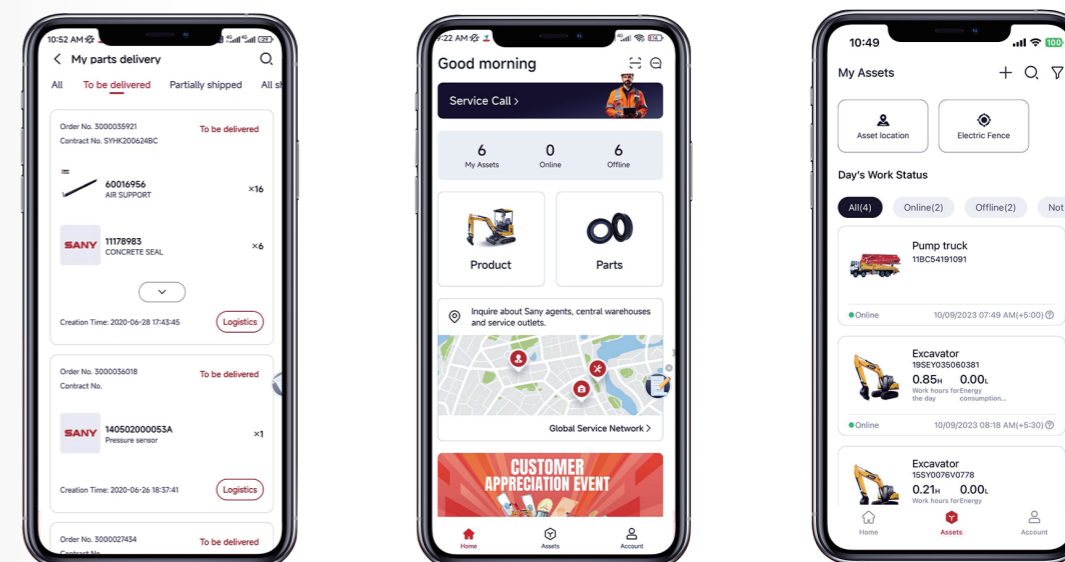 10:52 AM
My parts delivery
All To be delivered Partially shipped All
Order No. 3000035921 To be delivered
Contract No. SYHK200624BC
60016956
AIR SUPPORT ×16
SANY 11178983
CONCRETE SEAL ×6
Creation Time: 2020-06-28 17:43:45 Logistics
Order No. 3000036018 To be delivered
Contract No.
SANY 140502000053A
Pressure sensor ×1
Creation Time: 2020-06-26 18:37:41 Logistics
Order No. 3000027434 To be delivered
Contract No.
:22 AM
Good morning
Service Call >
6 0 6
My Assets Online Offline
Product Parts
Inquire about Sany agents, central warehouses
and service outlets.
Global Service Network >
CUSTOMER
APPRECIATION EVENT
Home Assets Account
10:49 100
My Assets
Asset location Electric Fence
Day's Work Status
All(4) Online(2) Offline(2) Not
Pump truck
11BC54191091
Online 10/09/2023 07:49 AM(+5:00)
Excavator
19SEY035060381
0.85H 0.00L
Work hours for Energy
the day consumption...
Online 10/09/2023 08:18 AM(+5:30)
Excavator
15SY0076V0778
0.21H 0.00L
Work hours for Energy
Home Assets Account